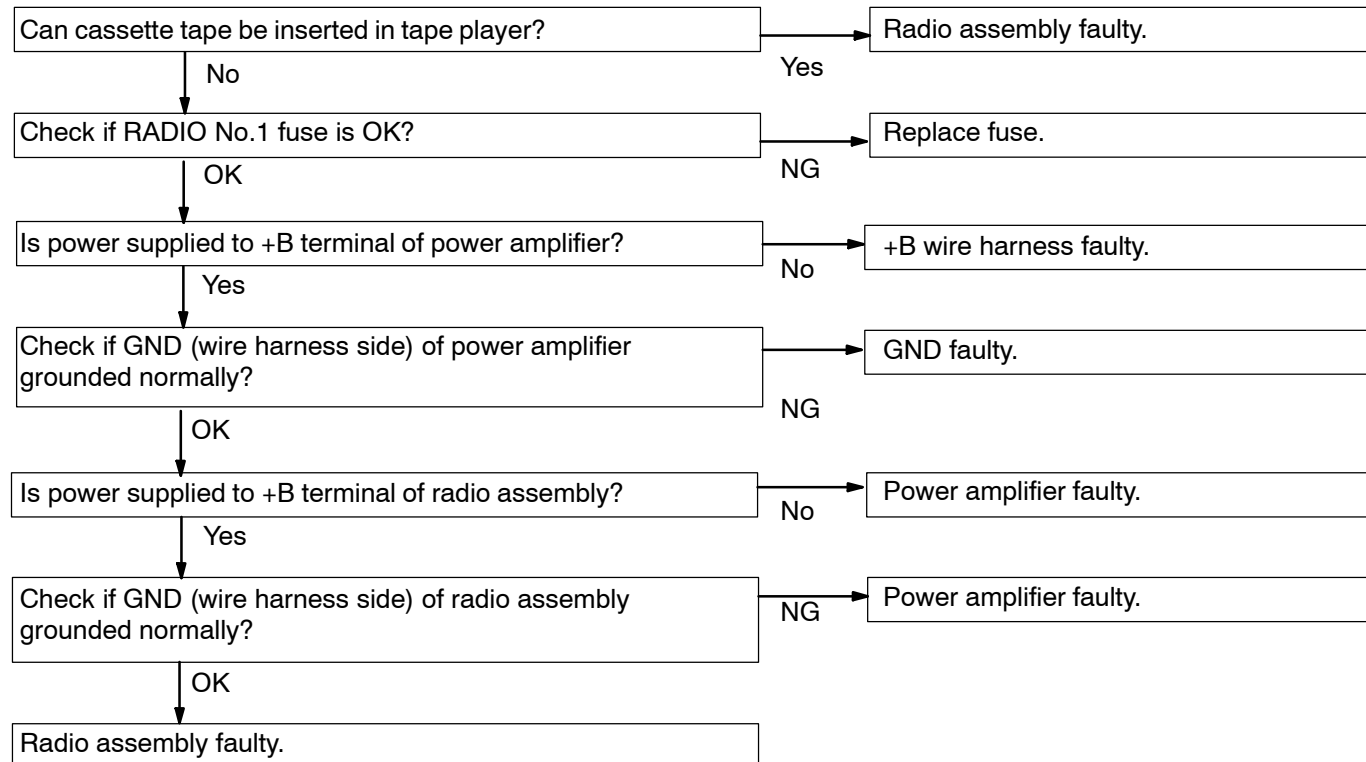 Can cassette tape be inserted in tape player?
Radio assembly faulty.
Yes
No
Check if RADIO No.1 fuse is OK?
Replace fuse.
NG
OK
Is power supplied to +B terminal of power amplifier?
+B wire harness faulty.
No
Yes
Check if GND (wire harness side) of power amplifier
grounded normally?
GND faulty.
NG
OK
Is power supplied to +B terminal of radio assembly?
Power amplifier faulty.
No
Yes
Check if GND (wire harness side) of radio assembly
grounded normally?
Power amplifier faulty.
NG
OK
Radio assembly faulty.